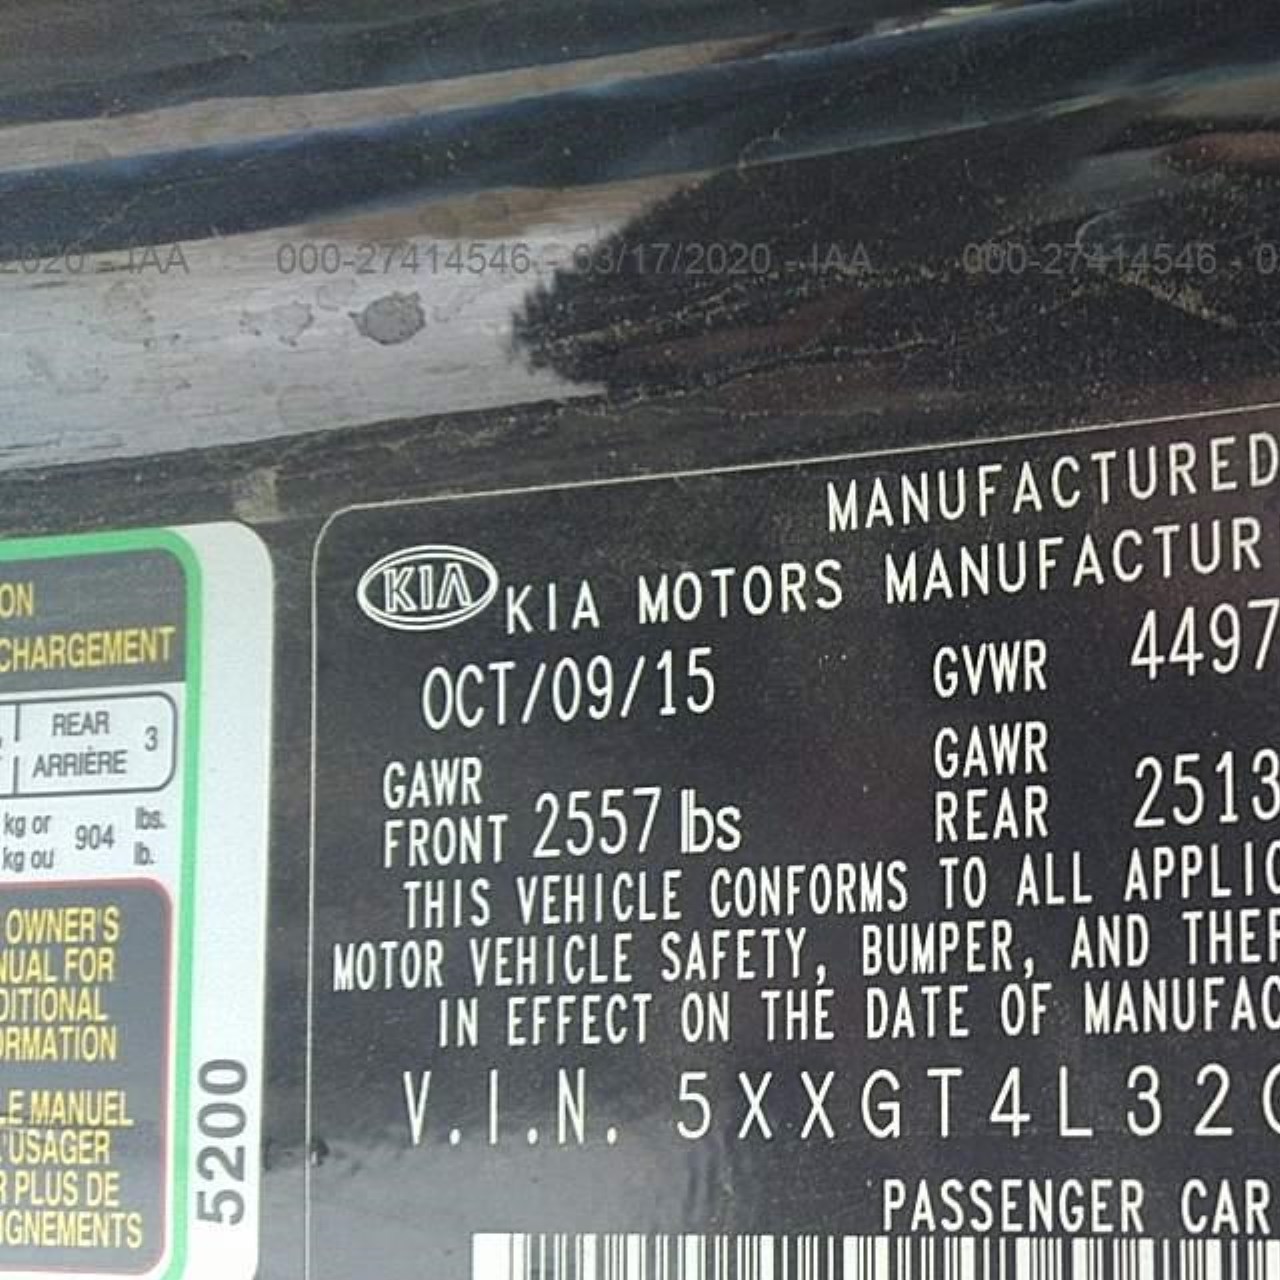 2020 - IAA 000-27414546 - 03/17/2020 - IAA 000-27414546 - 0
MANUFACTURED
KIA KIA MOTORS MANUFACTUR
OCT/09/15 GVWR 4497
GAWR FRONT 2557 lbs GAWR REAR 2513
THIS VEHICLE CONFORMS TO ALL APPLIC
MOTOR VEHICLE SAFETY, BUMPER, AND THEF
IN EFFECT ON THE DATE OF MANUFAC
V.I.N. 5XXGT4L32G
PASSENGER CAR
ON
CHARGEMENT
REAR 3
ARRIÈRE
kg or 904 lbs.
kg ou lb.
OWNER'S
NUAL FOR
DITIONAL
ORMATION
LE MANUEL
L'USAGER
R PLUS DE
IGNEMENTS
5200